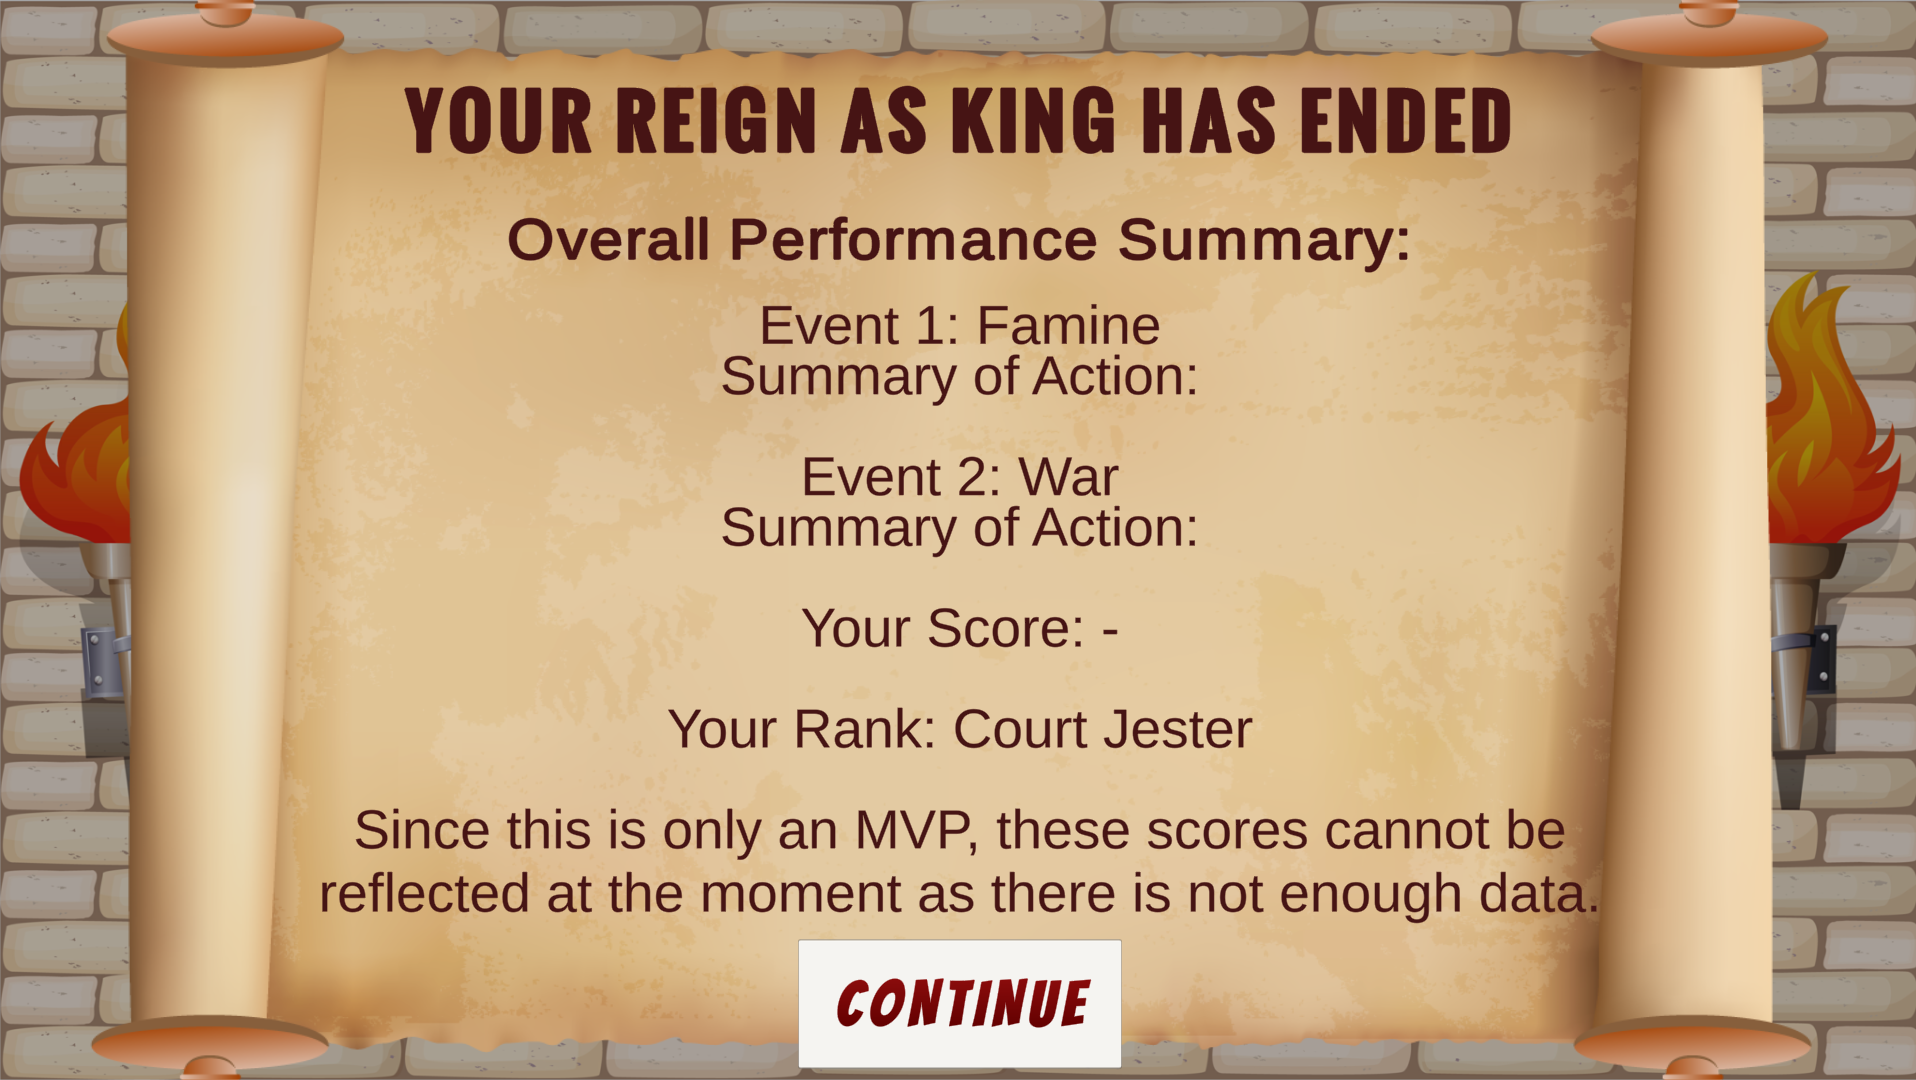 YOUR REIGN AS KING HAS ENDED
Overall Performance Summary:
Event 1: Famine
Summary of Action:
Event 2: War
Summary of Action:
Your Score: -
Your Rank: Court Jester
Since this is only an MVP, these scores cannot be
reflected at the moment as there is not enough data.
CONTINUE